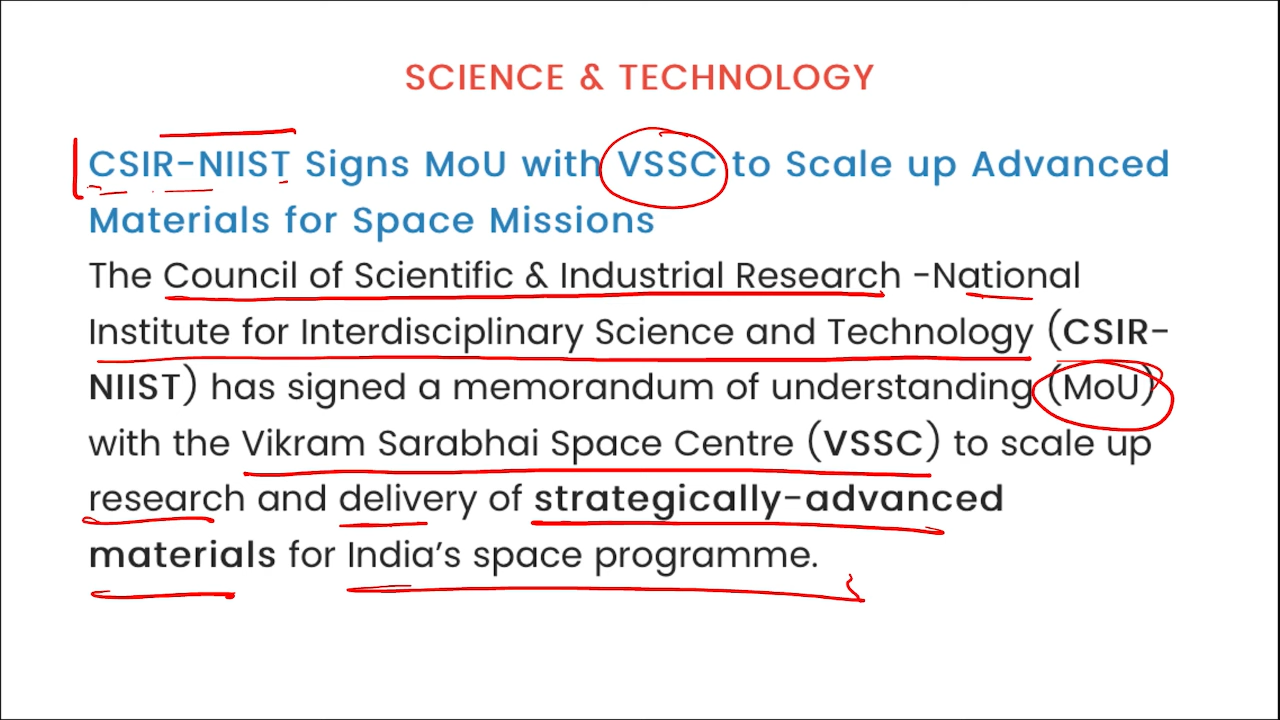 SCIENCE & TECHNOLOGY
CSIR-NIIST Signs MoU with VSSC to Scale up Advanced
Materials for Space Missions
The Council of Scientific & Industrial Research -National
Institute for Interdisciplinary Science and Technology (CSIR-
NIIST) has signed a memorandum of understanding (MoU)
with the Vikram Sarabhai Space Centre (VSSC) to scale up
research and delivery of strategically-advanced
materials for India’s space programme.